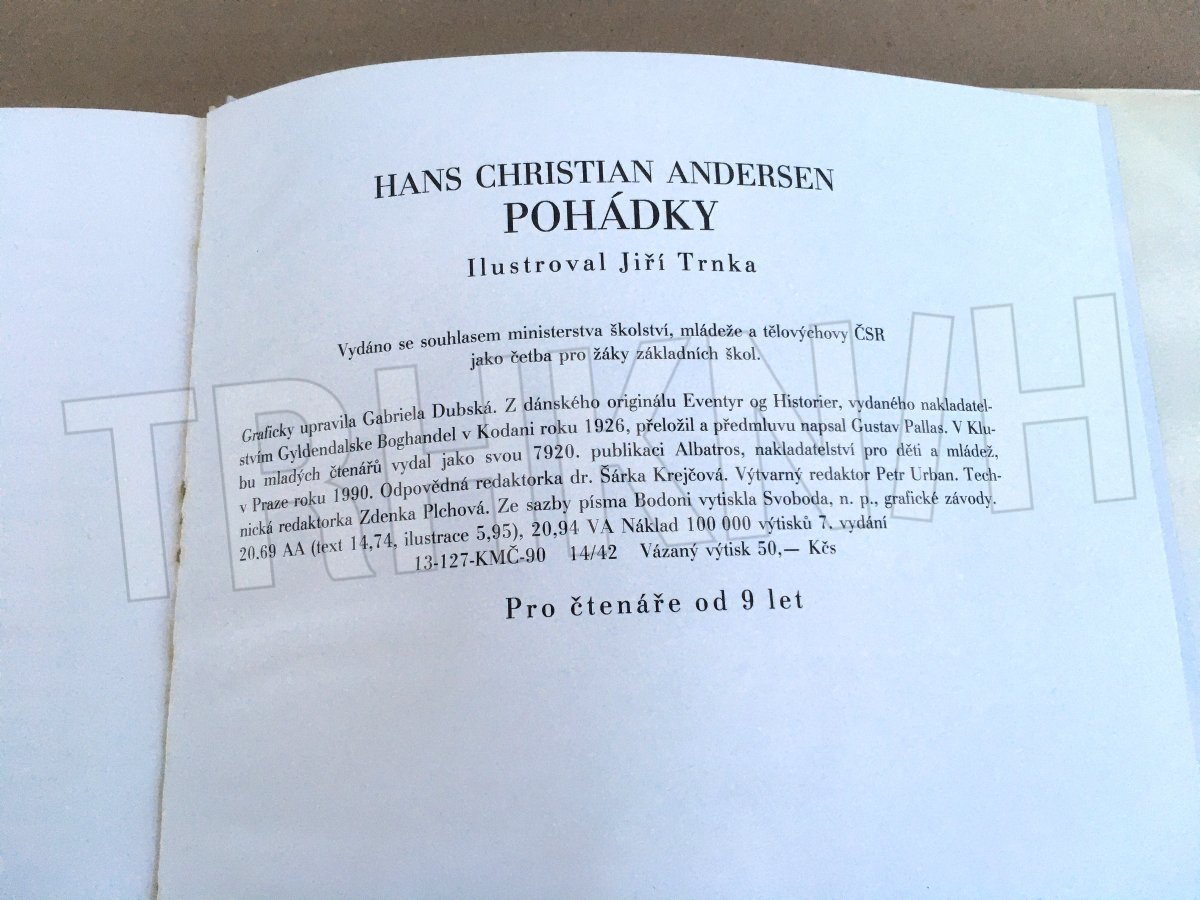 HANS CHRISTIAN ANDERSEN
POHÁDKY
Ilustroval Jiří Trnka
Vydáno se souhlasem ministerstva školství, mládeže a tělovýchovy ČSR
jako četba pro žáky základních škol.
Graficky upravila Gabriela Dubská. Z dánského originálu Eventyr og Historier, vydaného nakladatel-
stvím Gyldendalske Boghandel v Kodani roku 1926, přeložil a předmluvu napsal Gustav Pallas. V Klu-
bu mladých čtenářů vydal jako svou 7920. publikaci Albatros, nakladatelství pro děti a mládež,
v Praze roku 1990. Odpovědná redaktorka dr. Šárka Krejčová. Výtvarný redaktor Petr Urban. Tech-
nická redaktorka Zdenka Plchová. Ze sazby písma Bodoni vytiskla Svoboda, n. p., grafické závody.
20,69 AA (text 14,74, ilustrace 5,95), 20,94 VA Náklad 100 000 výtisků 7. vydání
13-127-KMČ-90 14/42 Vázaný výtisk 50,— Kčs
Pro čtenáře od 9 let
TRHKNIH